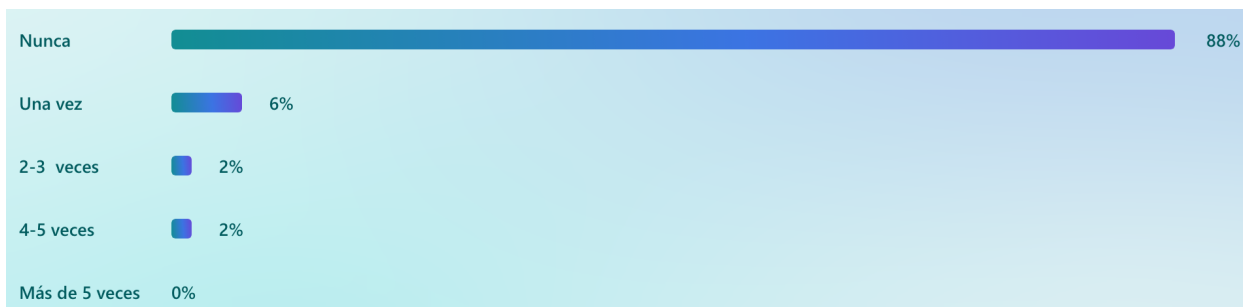 Nunca 88%
Una vez 6%
2-3 veces 2%
4-5 veces 2%
Más de 5 veces 0%